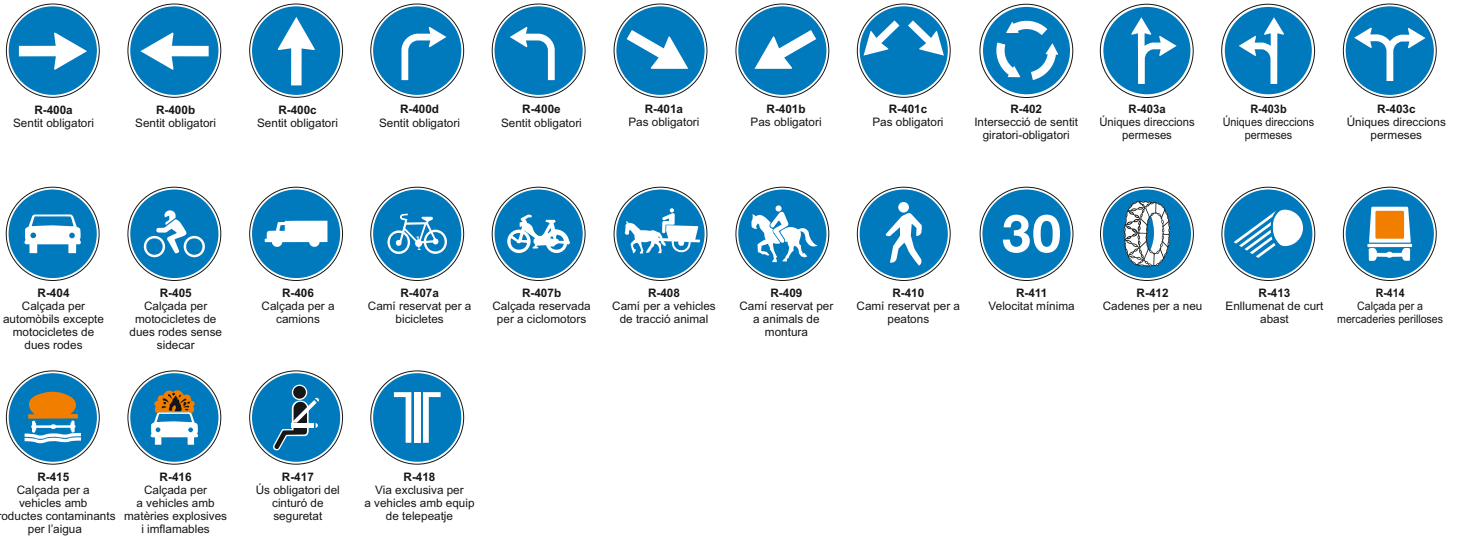 R-400a
Sentit obligatori
R-400b
Sentit obligatori
R-400c
Sentit obligatori
R-400d
Sentit obligatori
R-400e
Sentit obligatori
R-401a
Pas obligatori
R-401b
Pas obligatori
R-401c
Pas obligatori
R-402
Intersecció de sentit
giratori-obligatori
R-403a
Úniques direccions
permeses
R-403b
Úniques direccions
permeses
R-403c
Úniques direccions
permeses
R-404
Calçada per
automòbils excepte
motocicletes de
dues rodes
R-405
Calçada per
motocicletes de
dues rodes sense
sidecar
R-406
Calçada per a
camions
R-407a
Camí reservat per a
bicicletes
R-407b
Calçada reservada
per a ciclomotors
R-408
Camí per a vehicles
de tracció animal
R-409
Camí reservat per
a animals de
montura
R-410
Camí reservat per a
peatons
30
R-411
Velocitat mínima
R-412
Cadenes per a neu
R-413
Enllumenat de curt
abast
R-414
Calçada per a
mercaderies perilloses
R-415
Calçada per a
vehicles amb
roductes contaminants
per l'aigua
R-416
Calçada per
a vehicles amb
matèries explosives
i imflamables
R-417
Ús obligatori del
cinturó de
seguretat
R-418
Via exclusiva per
a vehicles amb equip
de telepeatje